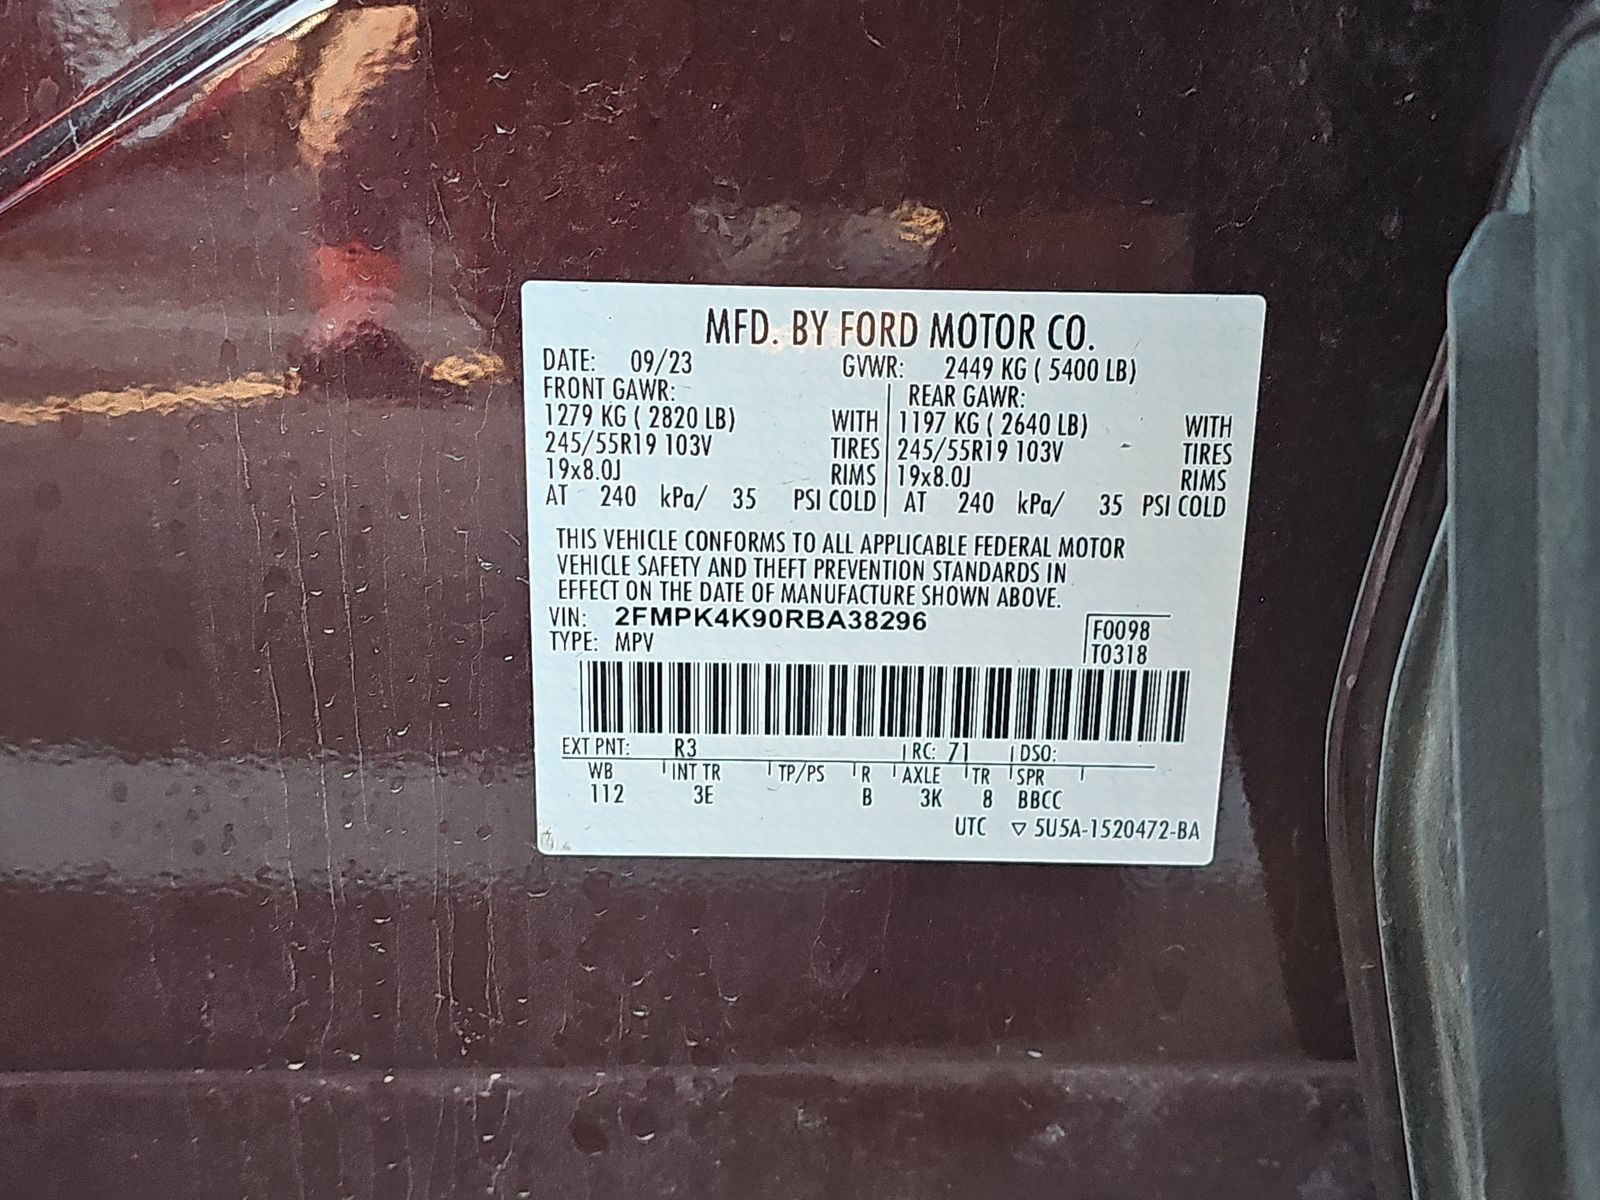 MFD. BY FORD MOTOR CO.
DATE: 09/23 GVWR: 2449 KG ( 5400 LB)
FRONT GAWR: REAR GAWR:
1279 KG ( 2820 LB) WITH 1197 KG ( 2640 LB) WITH
245/55R19 103V TIRES 245/55R19 103V TIRES
19x8.0J RIMS 19x8.0J RIMS
AT 240 kPa/ 35 PSI COLD AT 240 kPa/ 35 PSI COLD
THIS VEHICLE CONFORMS TO ALL APPLICABLE FEDERAL MOTOR
VEHICLE SAFETY AND THEFT PREVENTION STANDARDS IN
EFFECT ON THE DATE OF MANUFACTURE SHOWN ABOVE.
VIN: 2FMPK4K90RBA38296
F0098
TYPE: MPV
T0318
EXT PNT: R3 RC: 71 DSO:
WB INT TR TP/PS R AXLE TR SPR
112 3E B 3K 8 BBCC
UTC ▽ 5U5A-1520472-BA